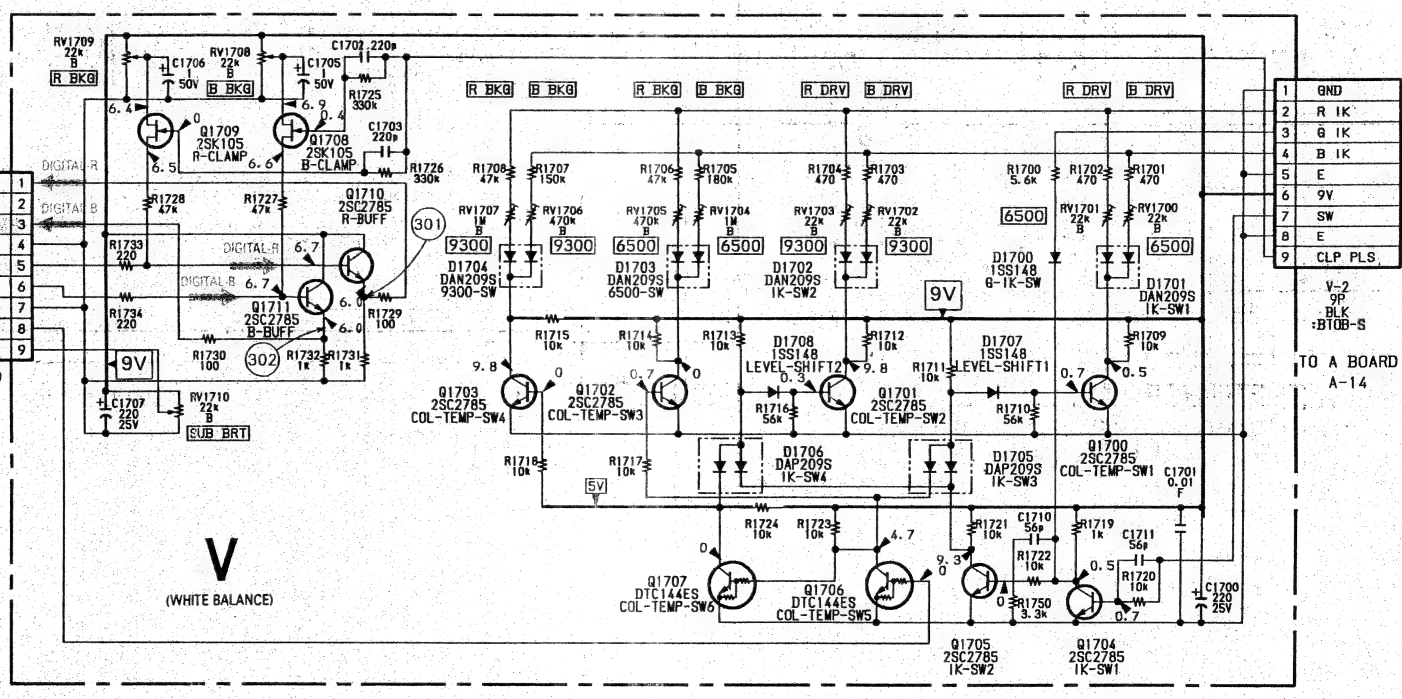 RV1709
22k
B
R BKG
C1706
1
50V
RV1708
22k
B
B BKG
C1705
1
50V
C1702 220p
R1725
330k
C1703
220p
R1726
330k
6.4
0
Q1709
2SK105
R-CLAMP
6.5
6.9
0.4
Q1708
2SK105
B-CLAMP
6.6
DIGITAL-R
DIGITAL B
1
2
3
4
5
6
7
8
9
R1728
47k
R1727
47k
Q1710
2SC2785
R-BUFF
301
R1733
220
DIGITAL-R
6.7
DIGITAL-B
6.7
R1734
220
Q1711
2SC2785
B-BUFF
6.0
6.0
R1729
100
R1730
100
302
R1732
1k
R1731
1k
9V
C1707
220
25V
RV1710
22k
B
SUB BRT
V
(WHITE BALANCE)
R BKG
B BKG
R BKG
B BKG
R DRV
B DRV
R DRV
B DRV
R1708
47k
R1707
150k
R1706
47k
R1705
180k
R1704
470
R1703
470
R1700
5.6k
R1702
470
R1701
470
RV1707
1M
B
RV1706
470k
B
RV1705
470k
B
RV1704
1M
B
RV1703
22k
B
RV1702
22k
B
6500
RV1701
22k
B
RV1700
22k
B
9300
9300
6500
6500
9300
9300
6500
D1704
DAN209S
9300-SW
D1703
DAN209S
6500-SW
D1702
DAN209S
IK-SW2
D1700
1SS148
G-IK-SW
D1701
DAN209S
IK-SW1
9V
R1715
10k
R1714
10k
R1713
10k
D1708
1SS148
LEVEL-SHIFT2
R1712
10k
R1711
10k
D1707
1SS148
LEVEL-SHIFT1
R1709
10k
9.8
0
0.7
0
0.3
9.8
0.7
0.5
Q1703
2SC2785
COL-TEMP-SW4
Q1702
2SC2785
COL-TEMP-SW3
R1716
56k
Q1701
2SC2785
COL-TEMP-SW2
R1710
56k
Q1700
2SC2785
COL-TEMP-SW1
R1718
10k
R1717
10k
D1706
DAP209S
IK-SW4
D1705
DAP209S
IK-SW3
C1701
0.01
F
5V
R1724
10k
R1723
10k
R1721
10k
C1710
56p
R1719
1k
C1711
56p
R1722
10k
R1720
10k
0
4.7
9.3
0
0
0.5
0.7
R1750
3.3k
C1700
220
25V
Q1707
DTC144ES
COL-TEMP-SW6
Q1706
DTC144ES
COL-TEMP-SW5
Q1705
2SC2785
IK-SW2
Q1704
2SC2785
IK-SW1
1 GND
2 R IK
3 G IK
4 B IK
5 E
6 9V
7 SW
8 E
9 CLP PLS
V-2
9P
BLK
:BTOB-S
TO A BOARD
A-14